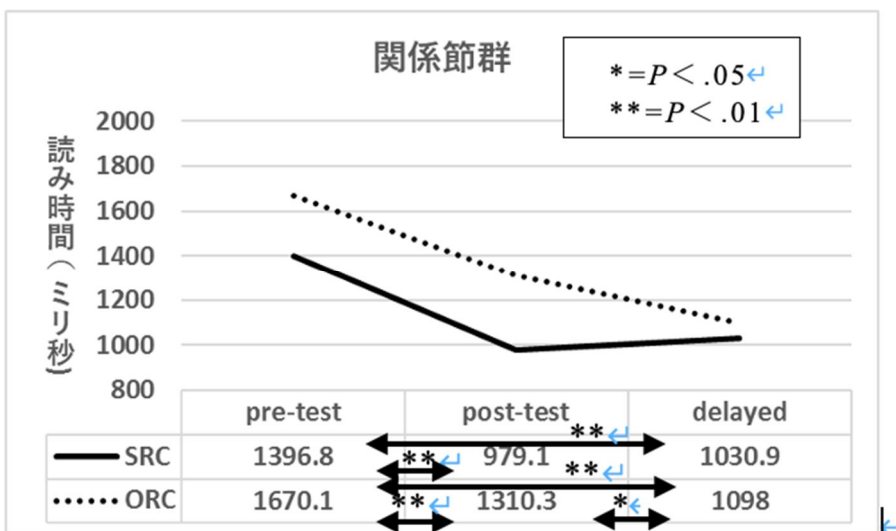 関係節群
*=P＜.05↵
**=P＜.01↵
読み時間（ミリ秒）
2000
1800
1600
1400
1200
1000
800
pre-test post-test delayed
**↵
SRC 1396.8 **↵ 979.1 1030.9
**↵
ORC 1670.1 **↵ 1310.3 *↵ 1098